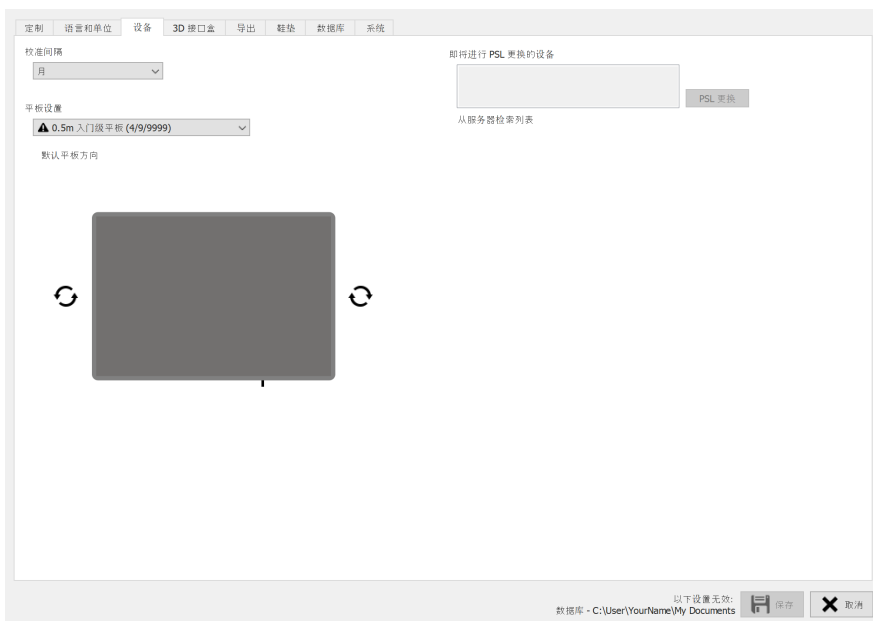 定制 语言和单位 设备 3D 接口盒 导出 鞋垫 数据库 系统
校准间隔
月
平板设置
0.5m 入门级平板 (4/9/9999)
默认平板方向
即将进行 PSL 更换的设备
PSL 更换
从服务器检索列表
以下设置无效:
数据库 - C:\User\YourName\My Documents
保存
取消